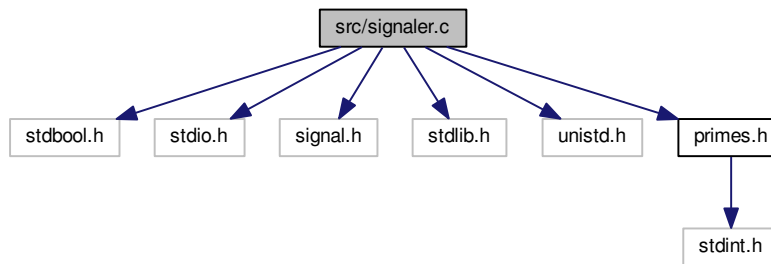 src/signaler.c
stdbool.h
stdio.h
signal.h
stdlib.h
unistd.h
primes.h
stdint.h